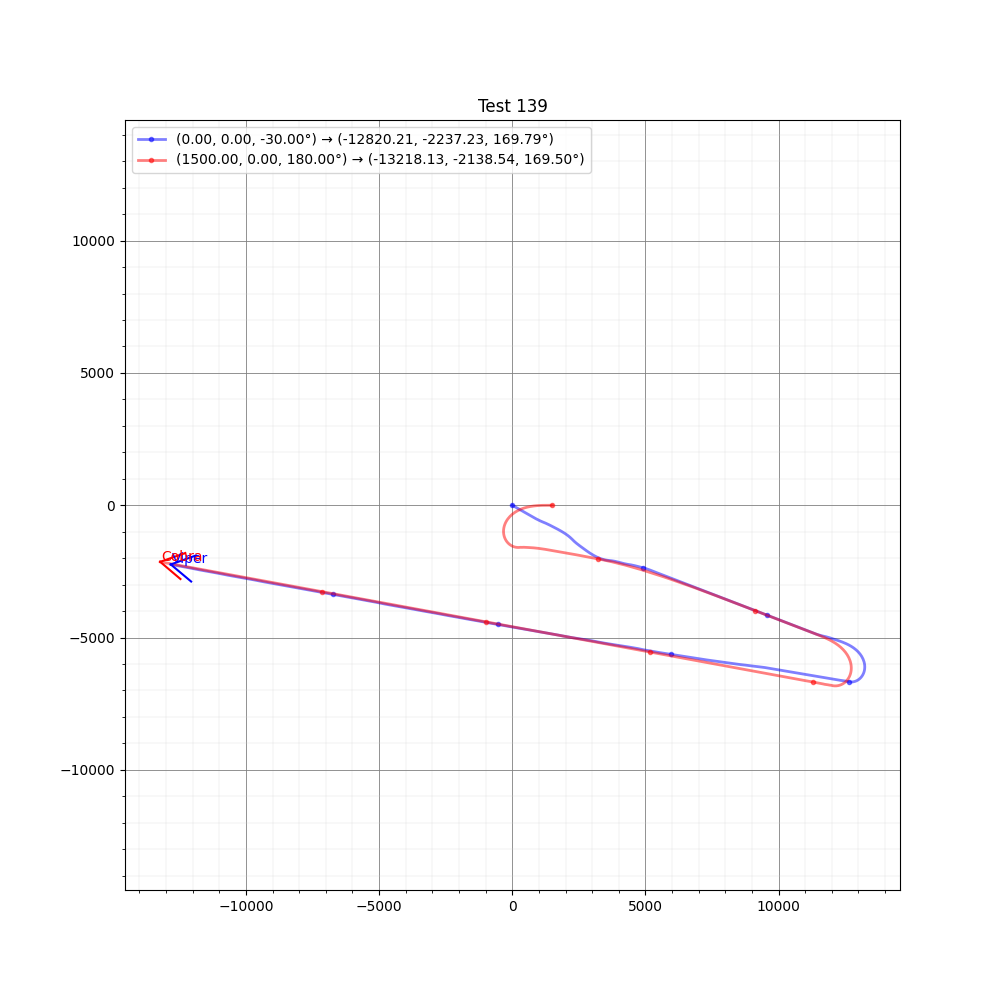 Test 139
(0.00, 0.00, -30.00°) → (-12820.21, -2237.23, 169.79°)
(1500.00, 0.00, 180.00°) → (-13218.13, -2138.54, 169.50°)
10000
5000
0
−5000
−10000
−10000 −5000 0 5000 10000